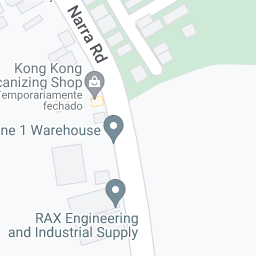 Narra Rd
Kong Kong
canizing Shop
Temporariamente
fechado
ne 1 Warehouse
RAX Engineering
and Industrial Supply